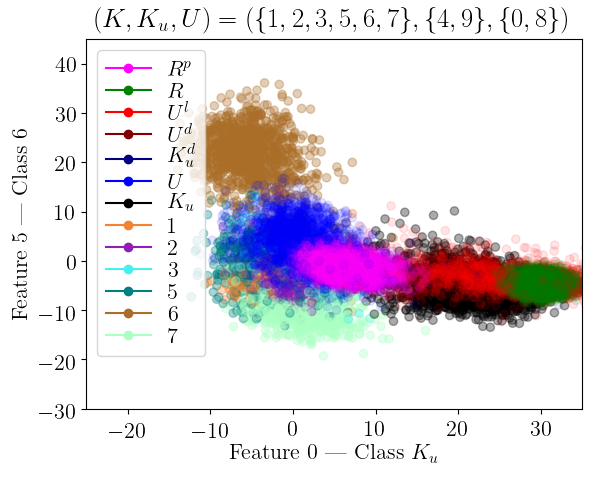 (K, K_u, U) = ({1, 2, 3, 5, 6, 7}, {4, 9}, {0, 8})
Feature 5 — Class 6
40
30
20
10
0
−10
−20
−30
R^p
R
U^l
U^d
K_u^d
U
K_u
1
2
3
5
6
7
−20
−10
0
10
20
30
Feature 0 — Class K_u